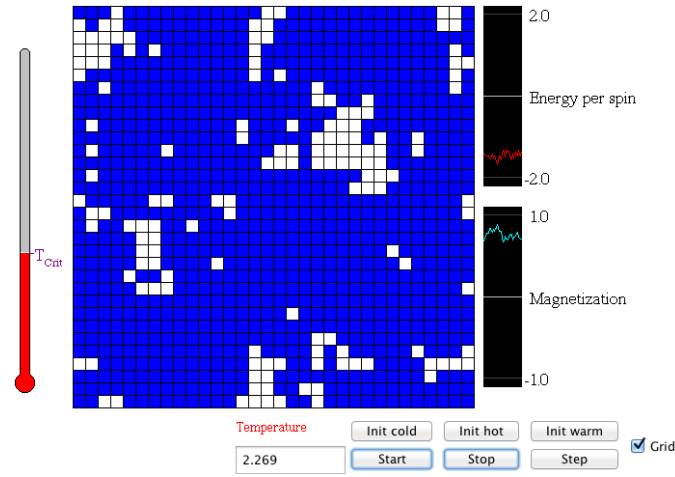 2.0
Energy per spin
-2.0
1.0
T Crit
Magnetization
-1.0
Temperature
Init cold
Init hot
Init warm
2.269
Start
Stop
Step
Grid